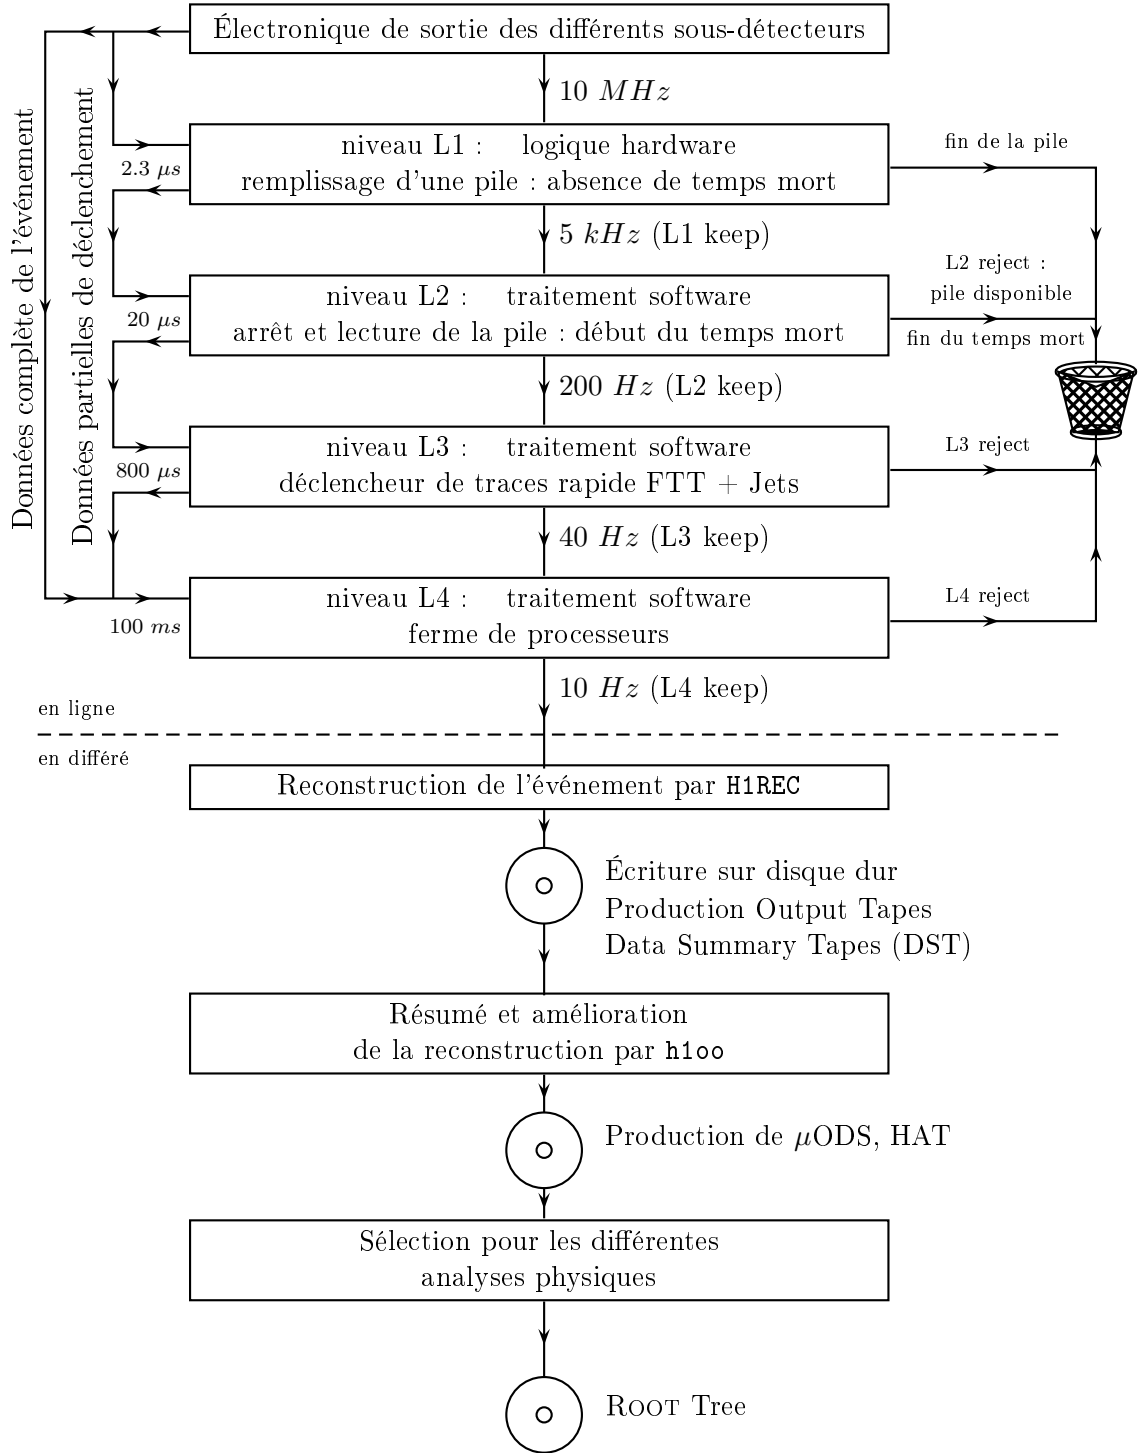 Électronique de sortie des différents sous-détecteurs
10 MHz
Données complète de l'événement
Données partielles de déclenchement
niveau L1 : logique hardware
remplissage d'une pile : absence de temps mort
2.3 μs
fin de la pile
5 kHz (L1 keep)
niveau L2 : traitement software
arrêt et lecture de la pile : début du temps mort
20 μs
L2 reject :
pile disponible
fin du temps mort
200 Hz (L2 keep)
niveau L3 : traitement software
déclencheur de traces rapide FTT + Jets
800 μs
L3 reject
40 Hz (L3 keep)
niveau L4 : traitement software
ferme de processeurs
100 ms
L4 reject
10 Hz (L4 keep)
en ligne
en différé
Reconstruction de l'événement par H1REC
Écriture sur disque dur
Production Output Tapes
Data Summary Tapes (DST)
Résumé et amélioration
de la reconstruction par h1oo
Production de μODS, HAT
Sélection pour les différentes
analyses physiques
ROOT Tree